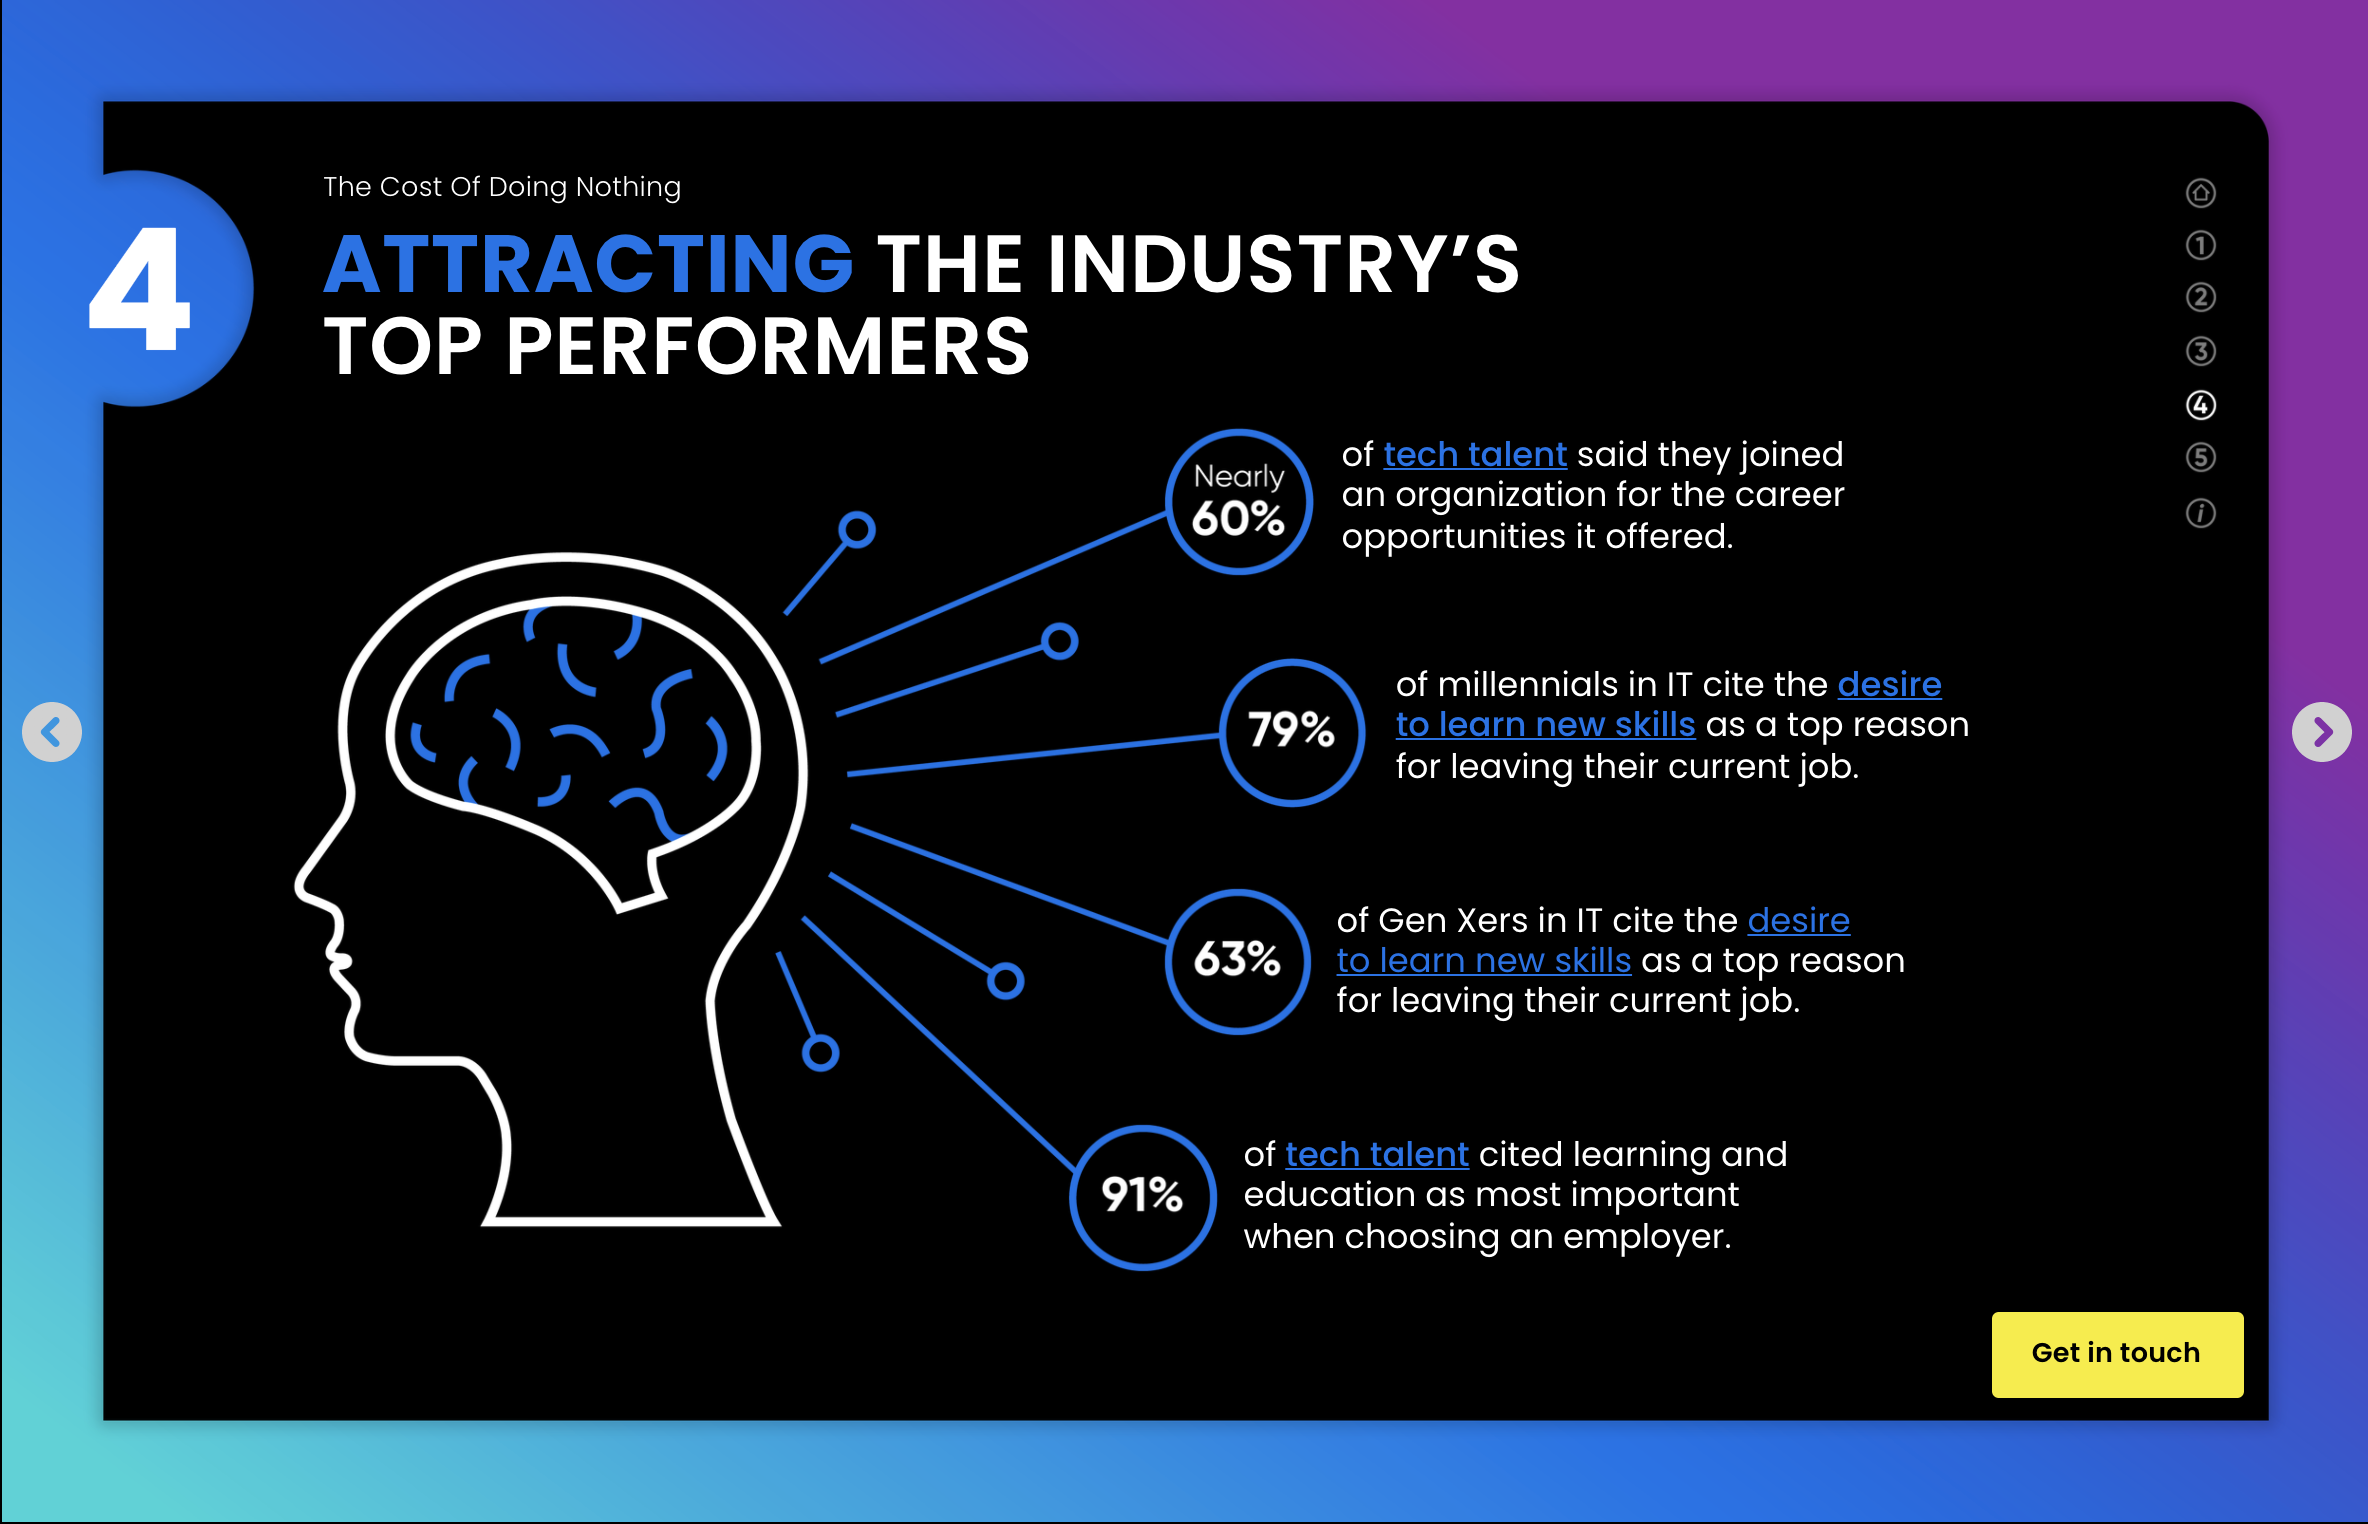 The Cost Of Doing Nothing
4
ATTRACTING THE INDUSTRY’S
TOP PERFORMERS
1
2
3
4
5
i
Nearly
60%
of tech talent said they joined
an organization for the career
opportunities it offered.
79%
of millennials in IT cite the desire
to learn new skills as a top reason
for leaving their current job.
63%
of Gen Xers in IT cite the desire
to learn new skills as a top reason
for leaving their current job.
91%
of tech talent cited learning and
education as most important
when choosing an employer.
Get in touch